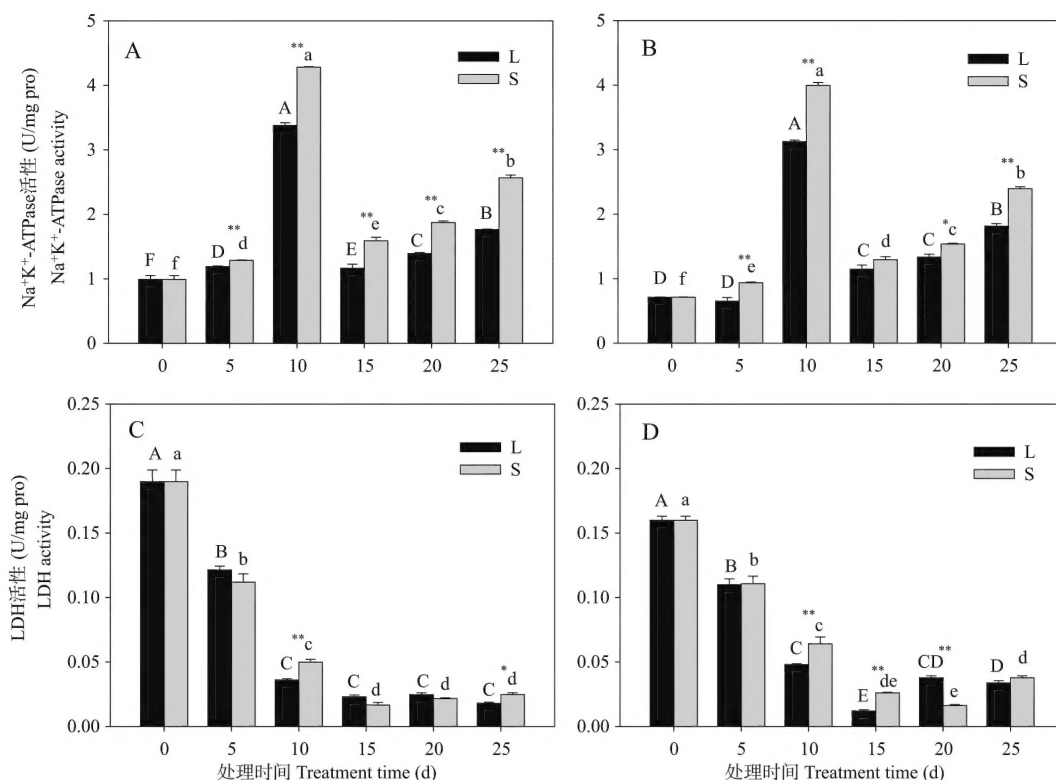 Na⁺K⁺-ATPase活性 (U/mg pro)
Na⁺K⁺-ATPase activity
A
L
S
5
4
3
2
1
0
F f
D ** d
A ** a
E ** e
C ** c
B ** b
0 5 10 15 20 25
B
L
S
5
4
3
2
1
0
D f
D ** e
A ** a
C d
C * c
B ** b
0 5 10 15 20 25
LDH活性 (U/mg pro)
LDH activity
C
L
S
0.25
0.20
0.15
0.10
0.05
0.00
A a
B b
C ** c
C d
C d
C * d
0 5 10 15 20 25
D
L
S
0.25
0.20
0.15
0.10
0.05
0.00
A a
B b
C ** c
E ** de
CD ** e
D d
0 5 10 15 20 25
处理时间 Treatment time (d)
处理时间 Treatment time (d)